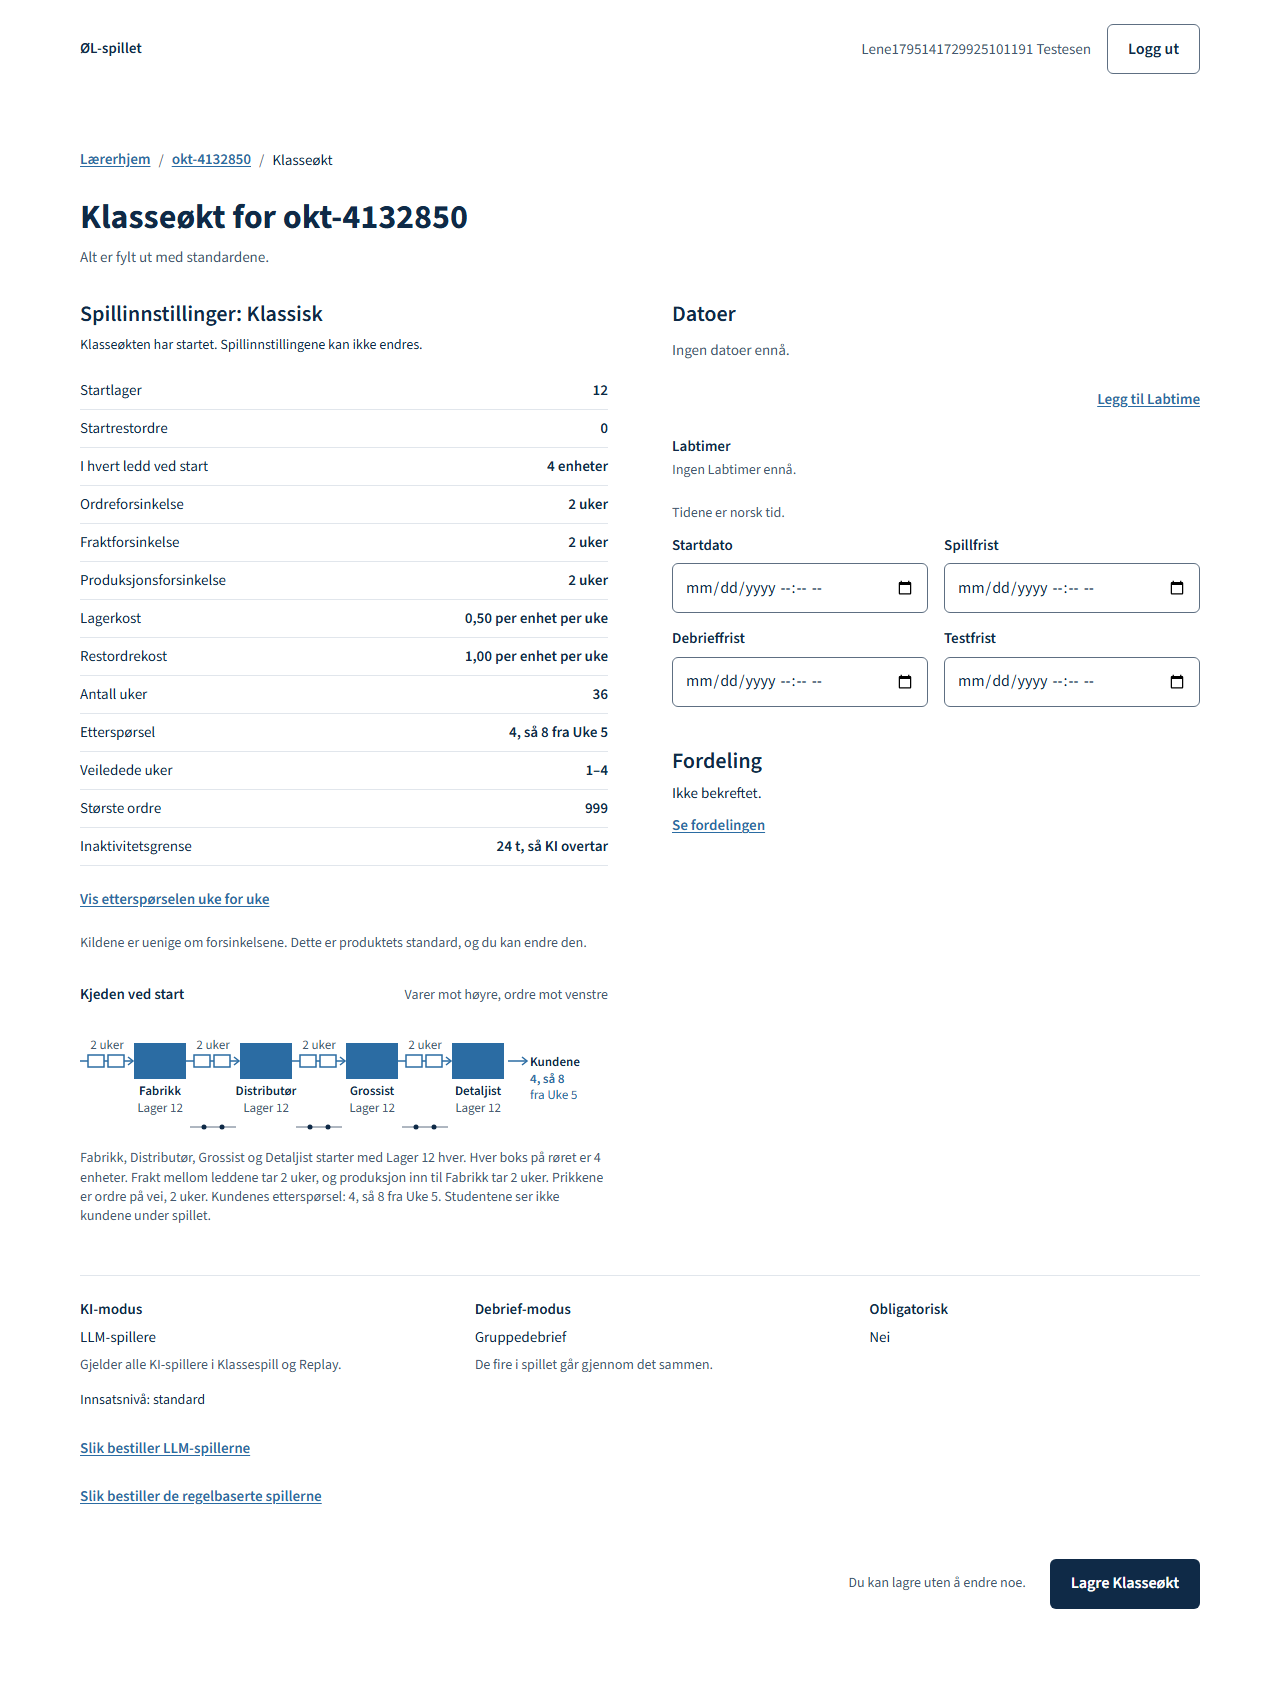 ØL-spillet
Lene1795141729925101191 Testesen
Logg ut
Lærerhjem / okt-4132850 / Klasseøkt
Klasseøkt for okt-4132850
Alt er fylt ut med standardene.
Spillinnstillinger: Klassisk
Klasseøkten har startet. Spillinnstillingene kan ikke endres.
Startlager 12
Startrestordre 0
I hvert ledd ved start 4 enheter
Ordreforsinkelse 2 uker
Fraktforsinkelse 2 uker
Produksjonsforsinkelse 2 uker
Lagerkost 0,50 per enhet per uke
Restordrekost 1,00 per enhet per uke
Antall uker 36
Etterspørsel 4, så 8 fra Uke 5
Veiledede uker 1–4
Største ordre 999
Inaktivitetsgrense 24 t, så KI overtar
Vis etterspørselen uke for uke
Kildene er uenige om forsinkelsene. Dette er produktets standard, og du kan endre den.
Kjeden ved start
Varer mot høyre, ordre mot venstre
2 uker 2 uker 2 uker 2 uker
Kundene
4, så 8
fra Uke 5
Fabrikk Distributør Grossist Detaljist
Lager 12 Lager 12 Lager 12 Lager 12
Fabrikk, Distributør, Grossist og Detaljist starter med Lager 12 hver. Hver boks på røret er 4
enheter. Frakt mellom leddene tar 2 uker, og produksjon inn til Fabrikk tar 2 uker. Prikkene
er ordre på vei, 2 uker. Kundenes etterspørsel: 4, så 8 fra Uke 5. Studentene ser ikke
kundene under spillet.
Datoer
Ingen datoer ennå.
Legg til Labtime
Labtimer
Ingen Labtimer ennå.
Tidene er norsk tid.
Startdato Spillfrist
mm/dd/yyyy --:-- -- mm/dd/yyyy --:-- --
Debrieffrist Testfrist
mm/dd/yyyy --:-- -- mm/dd/yyyy --:-- --
Fordeling
Ikke bekreftet.
Se fordelingen
KI-modus
LLM-spillere
Gjelder alle KI-spillere i Klassespill og Replay.
Innsatsnivå: standard
Slik bestiller LLM-spillerne
Slik bestiller de regelbaserte spillerne
Debrief-modus
Gruppedebrief
De fire i spillet går gjennom det sammen.
Obligatorisk
Nei
Du kan lagre uten å endre noe.
Lagre Klasseøkt